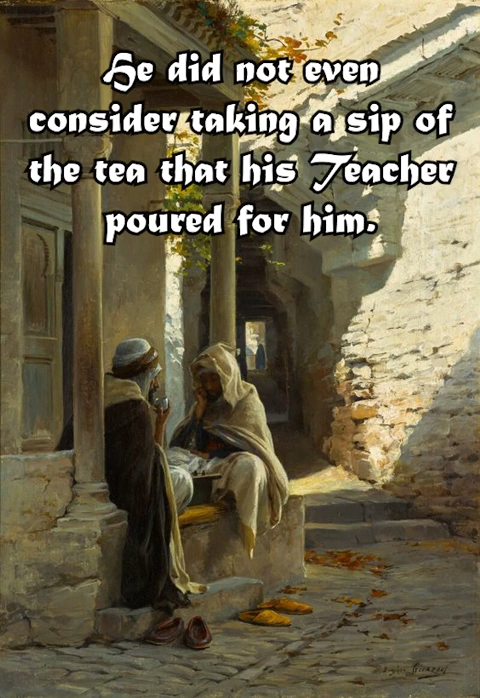 He did not even
consider taking a sip of
the tea that his Teacher
poured for him.